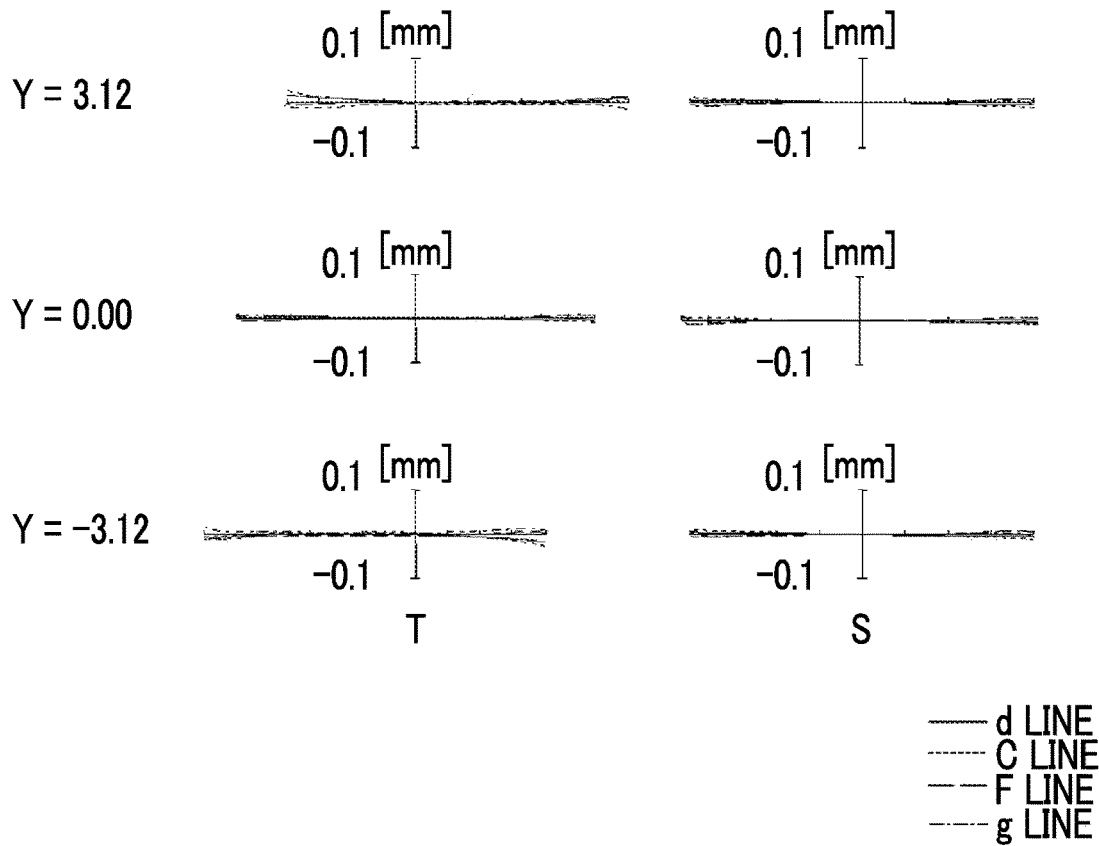 0.1 [mm] 0.1 [mm]
Y = 3.12
-0.1 -0.1
0.1 [mm] 0.1 [mm]
Y = 0.00
-0.1 -0.1
0.1 [mm] 0.1 [mm]
Y = -3.12
-0.1 -0.1
T S
d LINE
C LINE
F LINE
g LINE